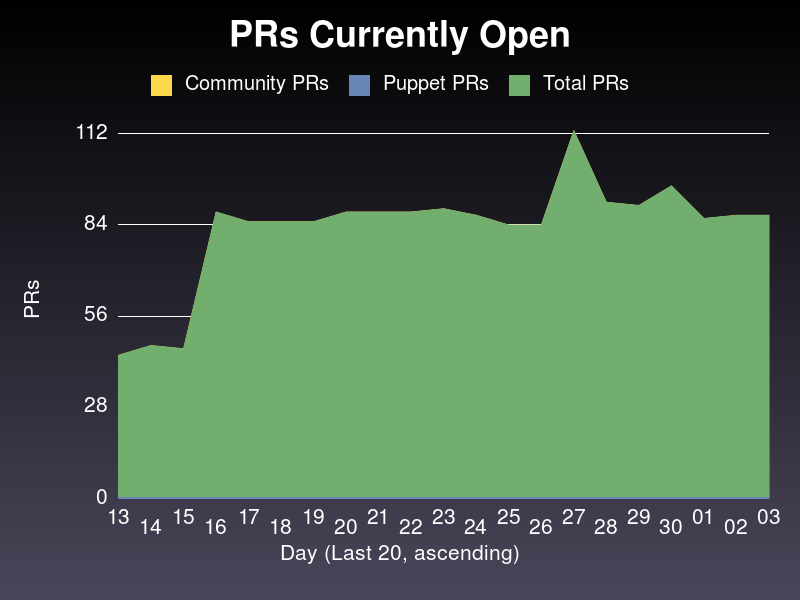 PRs Currently Open
Community PRs Puppet PRs Total PRs
112
84
56
28
0
PRs
13 14 15 16 17 18 19 20 21 22 23 24 25 26 27 28 29 30 01 02 03
Day (Last 20, ascending)